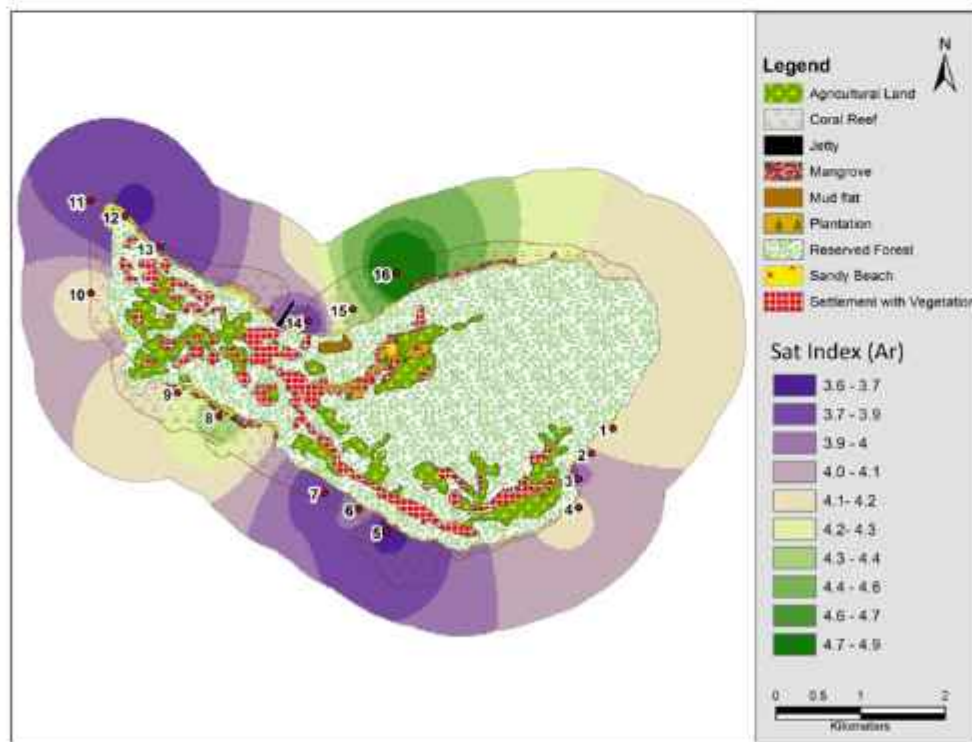 N
Legend
Agricultural Land
Coral Reef
Jetty
Mangrove
Mud flat
Plantation
Reserved Forest
Sandy Beach
Settlement with Vegetation
Sat Index (Ar)
3.6 - 3.7
3.7 - 3.9
3.9 - 4
4.0 - 4.1
4.1- 4.2
4.2- 4.3
4.3 - 4.4
4.4 - 4.6
4.6 - 4.7
4.7 - 4.9
0 0.5 1 2
Kilometers
11
12
13
16
10
15
14
9
8
1
2
3
7
4
6
5